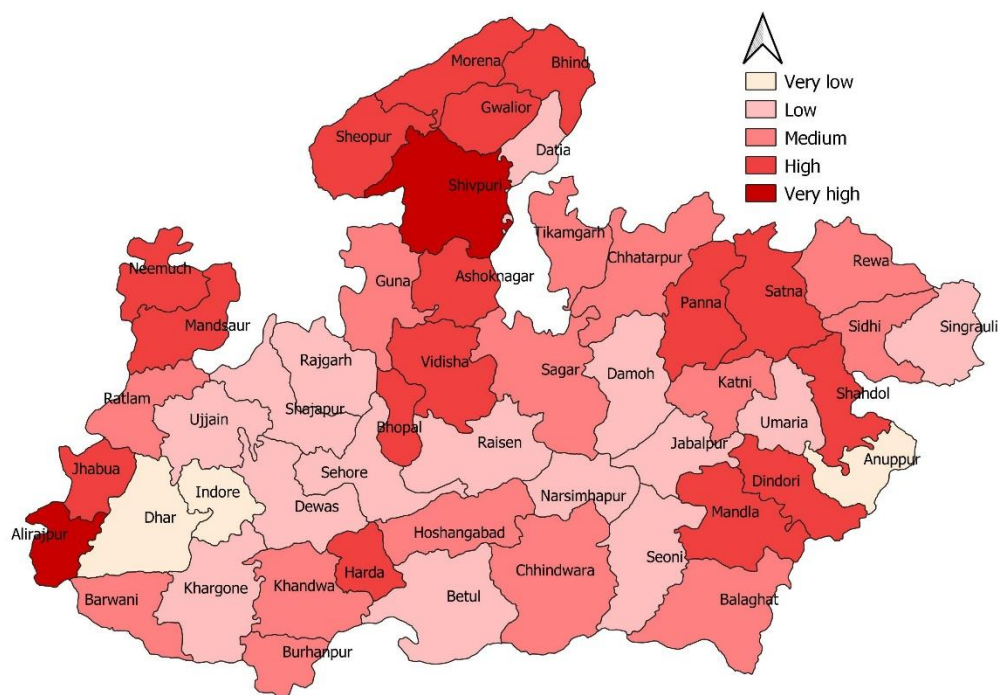 Morena
Bhind
Very low
Low
Medium
High
Very high
Gwalior
Sheopur
Datia
Shivpuri
Tikamgarh
Chhatarpur
Rewa
Neemuch
Guna
Ashoknagar
Panna
Satna
Mandsaur
Sidhi
Singrauli
Rajgarh
Vidisha
Sagar
Damoh
Katni
Shahdol
Ratlam
Ujjain
Shajapur
Bhopal
Raisen
Jabalpur
Umaria
Anuppur
Jhabua
Indore
Sehore
Narsimhapur
Dindori
Dhar
Dewas
Mandla
Alirajpur
Hoshangabad
Seoni
Khargone
Khandwa
Harda
Chhindwara
Barwani
Betul
Balaghat
Burhanpur